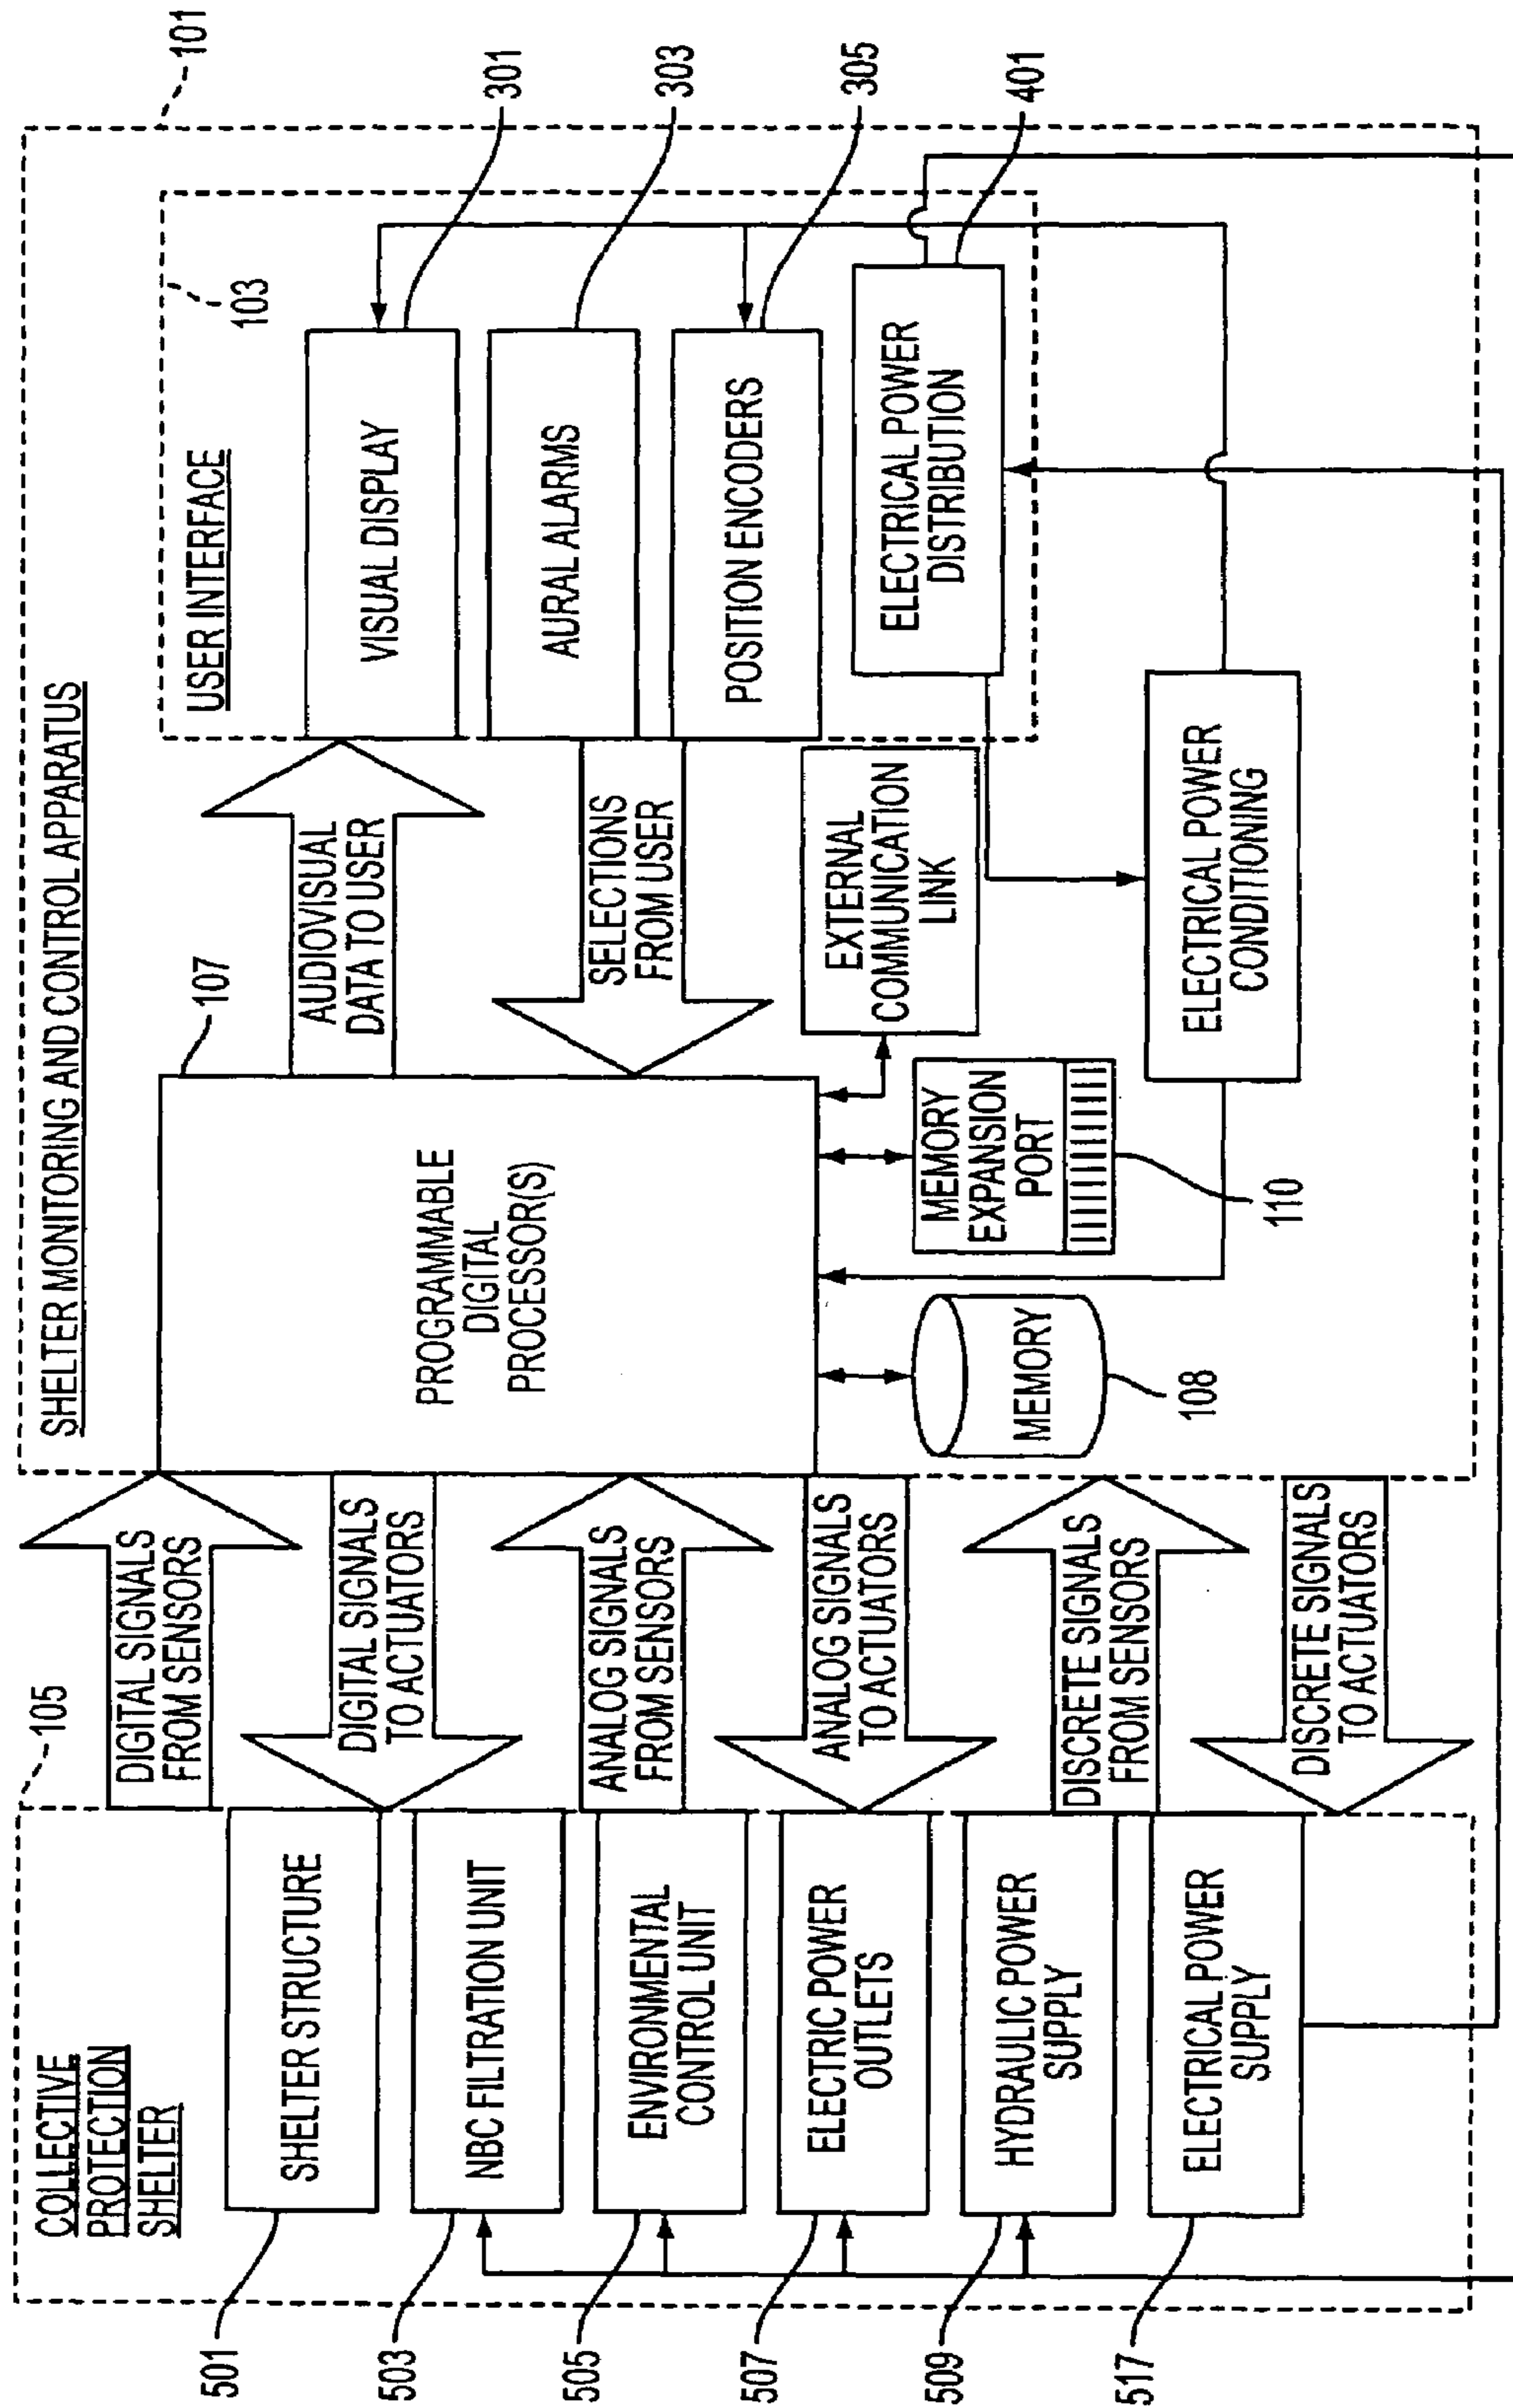 SHELTER MONITORING AND CONTROL APPARATUS
101
COLLECTIVE
PROTECTION
SHELTER
105
501
SHELTER STRUCTURE
503
NBC FILTRATION UNIT
505
ENVIRONMENTAL
CONTROL UNIT
507
ELECTRIC POWER
OUTLETS
509
HYDRAULIC POWER
SUPPLY
517
ELECTRICAL POWER
SUPPLY
DIGITAL SIGNALS
FROM SENSORS
DIGITAL SIGNALS
TO ACTUATORS
ANALOG SIGNALS
FROM SENSORS
ANALOG SIGNALS
TO ACTUATORS
DISCRETE SIGNALS
FROM SENSORS
DISCRETE SIGNALS
TO ACTUATORS
107
PROGRAMMABLE
DIGITAL
PROCESSOR(S)
MEMORY
108
MEMORY
EXPANSION
PORT
110
EXTERNAL
COMMUNICATION
LINK
AUDIOVISUAL
DATA TO USER
SELECTIONS
FROM USER
USER INTERFACE
103
VISUAL DISPLAY
301
AURAL ALARMS
303
POSITION ENCODERS
305
ELECTRICAL POWER
DISTRIBUTION
401
ELECTRICAL POWER
CONDITIONING